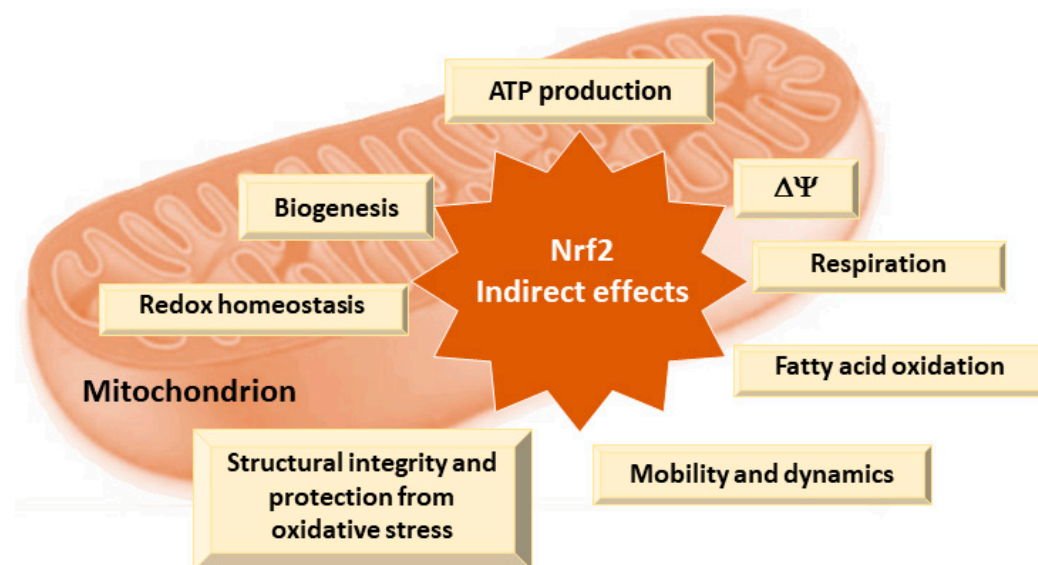 ATP production
ΔΨ
Biogenesis
Nrf2
Indirect effects
Respiration
Redox homeostasis
Fatty acid oxidation
Mitochondrion
Structural integrity and
protection from
oxidative stress
Mobility and dynamics